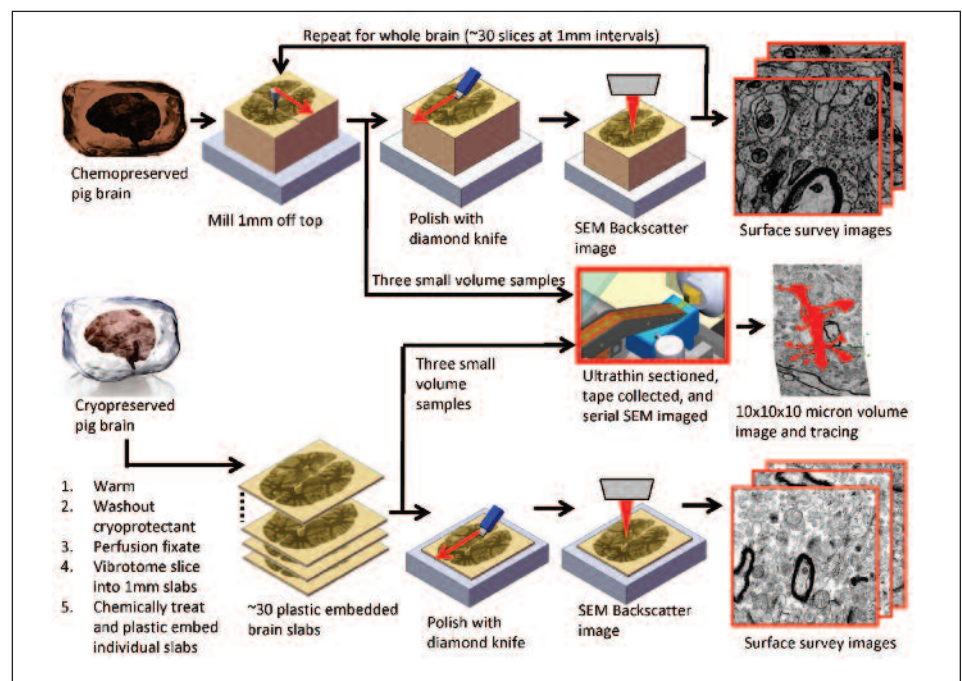 Repeat for whole brain (~30 slices at 1mm intervals)
Chemopreserved
pig brain
Mill 1mm off top
Polish with
diamond knife
SEM Backscatter
image
Surface survey images
Three small volume samples
Cryopreserved
pig brain
Three small
volume
samples
Ultrathin sectioned,
tape collected, and
serial SEM imaged
10x10x10 micron volume
image and tracing
1. Warm
2. Washout
cryoprotectant
3. Perfusion fixate
4. Vibrotome slice
into 1mm slabs
5. Chemically treat
and plastic embed
individual slabs
~30 plastic embedded
brain slabs
Polish with
diamond knife
SEM Backscatter
image
Surface survey images